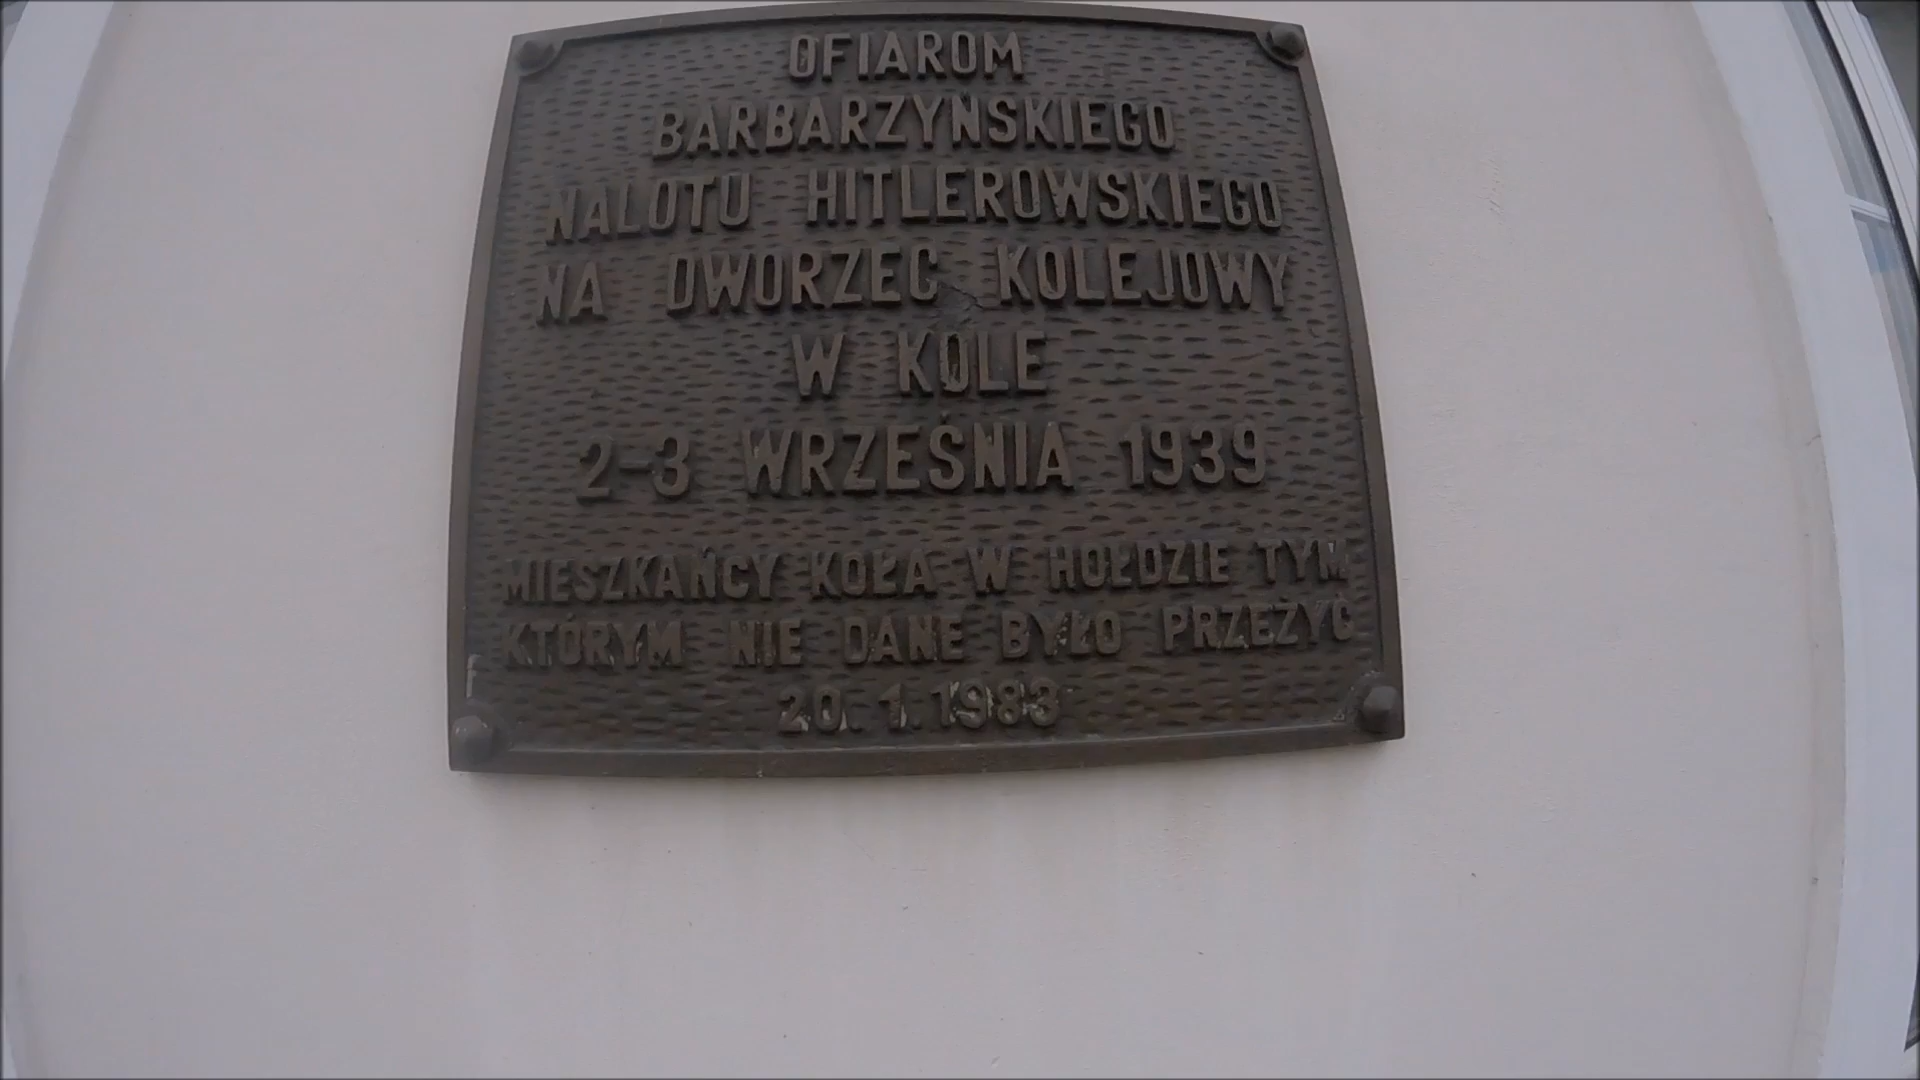 OFIAROM
BARBARZYNSKIEGO
NALOTU HITLEROWSKIEGO
NA DWORZEC KOLEJOWY
W KOLE
2-3 WRZEŚNIA 1939
MIESZKAŃCY KOŁA W HOŁDZIE TYM
KTÓRYM NIE DANE BYŁO PRZEŻYĆ
20.1.1983